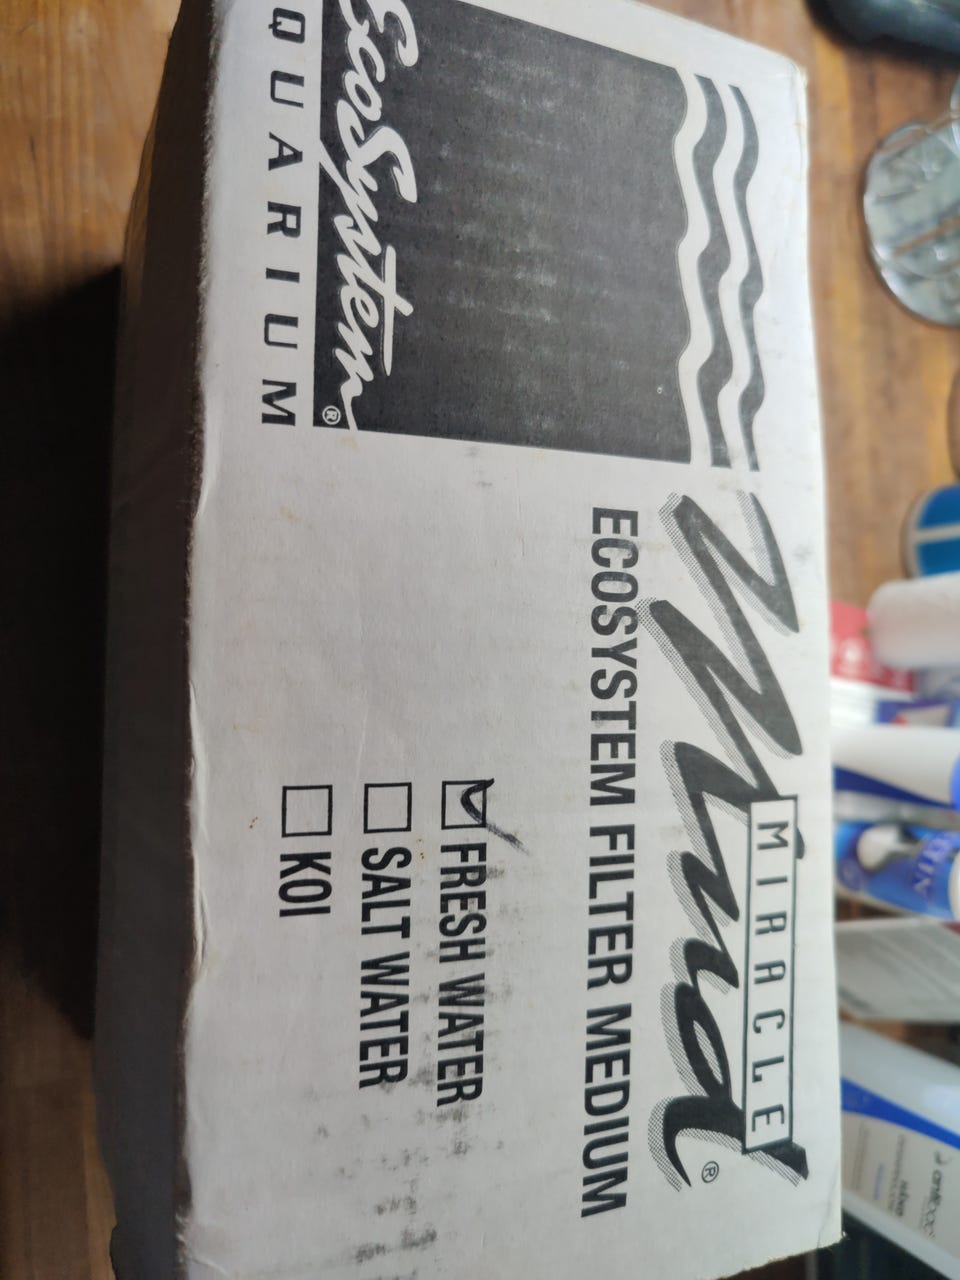 MIRACLE
Mud®
ECOSYSTEM FILTER MEDIUM
FRESH WATER
SALT WATER
KOI
EcoSystem®
AQUARIUM